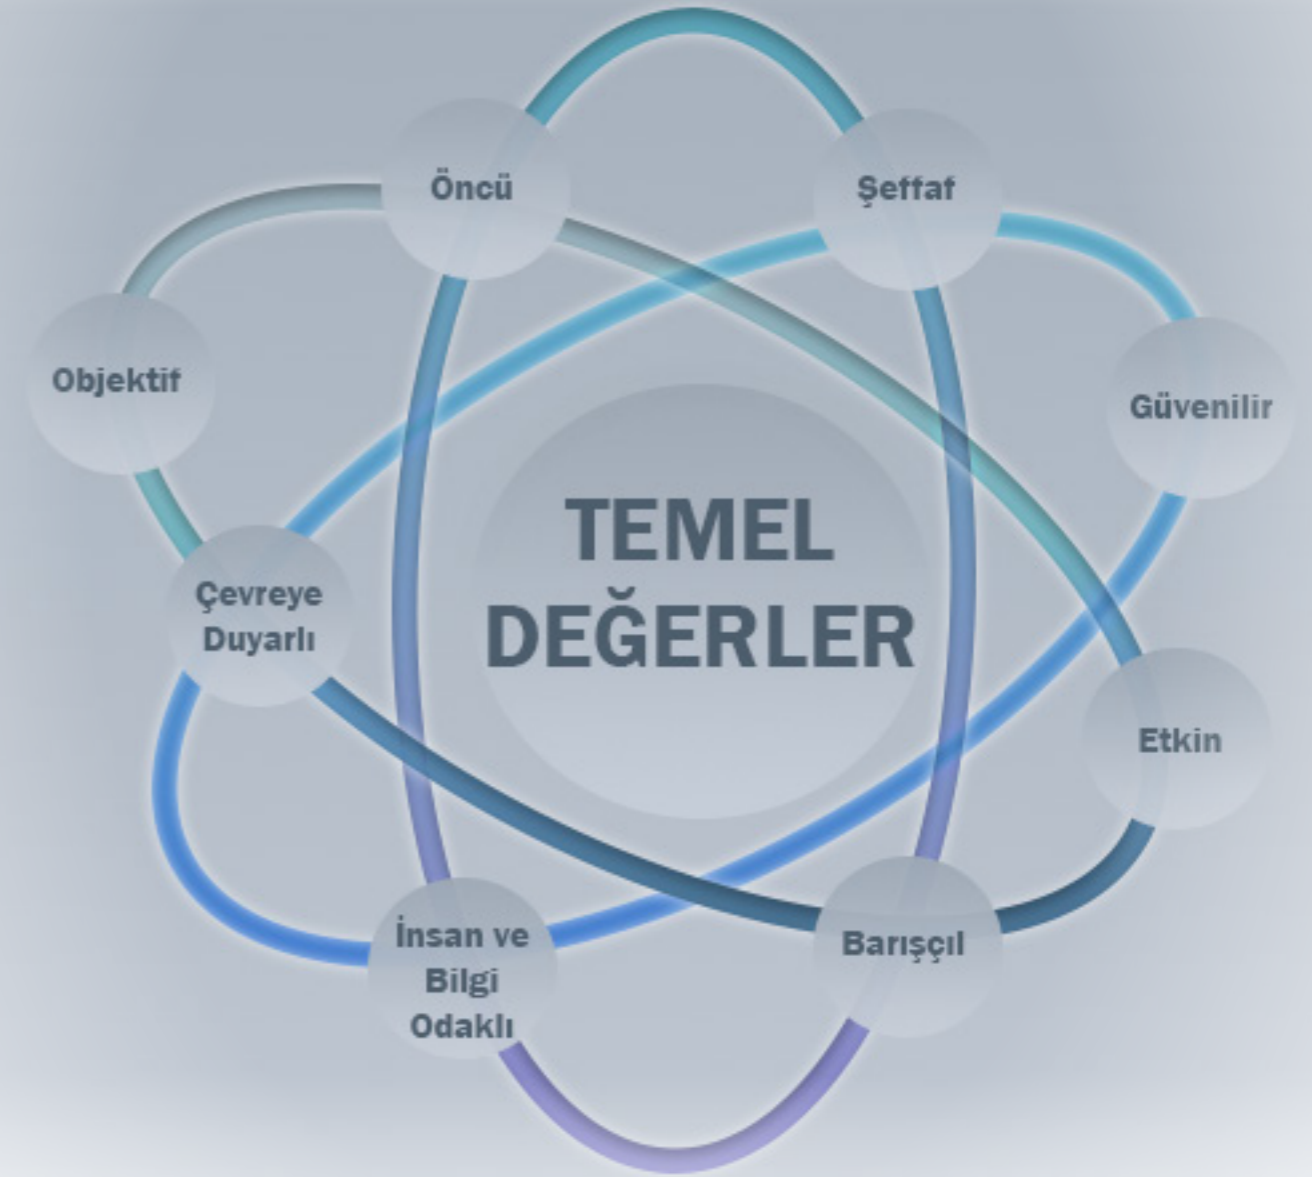 Öncü
Şeffaf
Objektif
Güvenilir
TEMEL
DEĞERLER
Çevreye
Duyarlı
Etkin
İnsan ve
Bilgi
Odaklı
Barışçıl